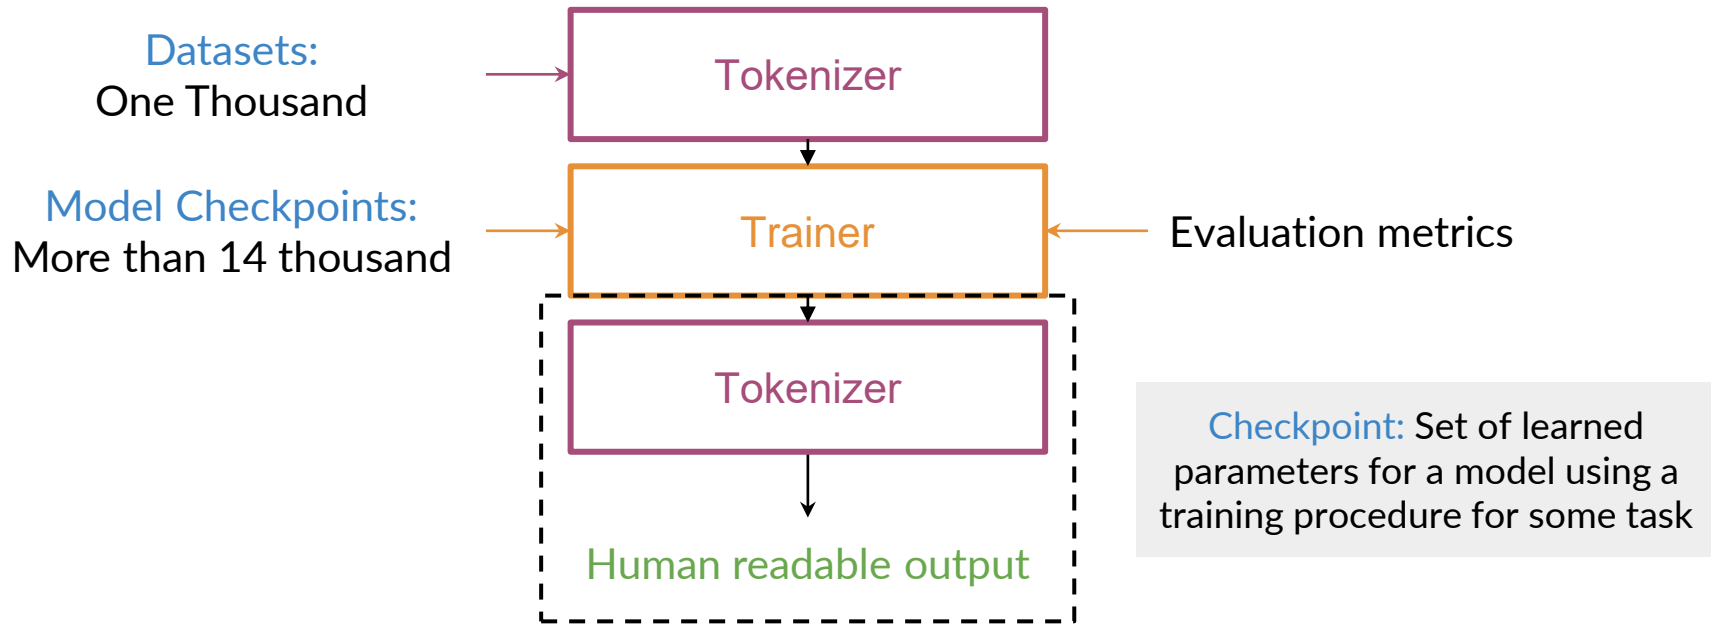 Datasets:
One Thousand
Tokenizer
Model Checkpoints:
More than 14 thousand
Trainer
Evaluation metrics
Tokenizer
Human readable output
Checkpoint: Set of learned
parameters for a model using a
training procedure for some task